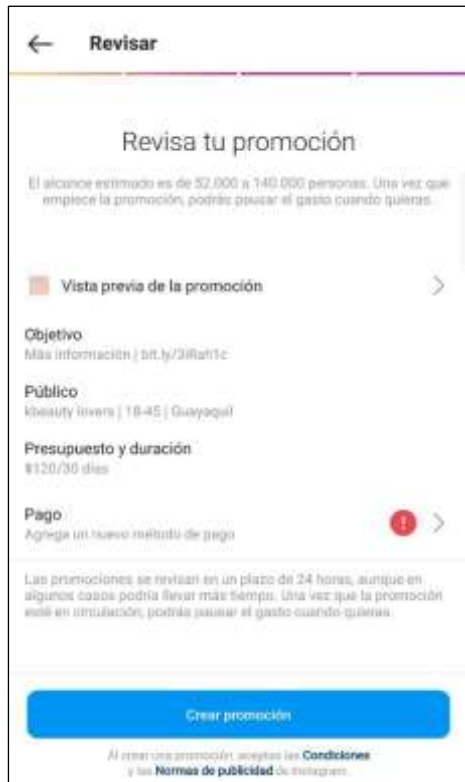 Revisar
Revisa tu promoción
El alcance estimado es de 52.000 a 140.000 personas. Una vez que
empiece la promoción, podrás pausar el gasto cuando quieras.
Vista previa de la promoción
Objetivo
Más información |
Público
kbeauty lovers | 18-45 | Guayaquil
Presupuesto y duración
$120/30 días
Pago
Agrega un nuevo método de pago
Las promociones se revisan en un plazo de 24 horas, aunque en
algunos casos podría llevar más tiempo. Una vez que la promoción
esté en circulación, podrás pausar el gasto cuando quieras.
Crear promoción
Al crear una promoción, aceptas las Condiciones
y las Normas de publicidad de Instagram.